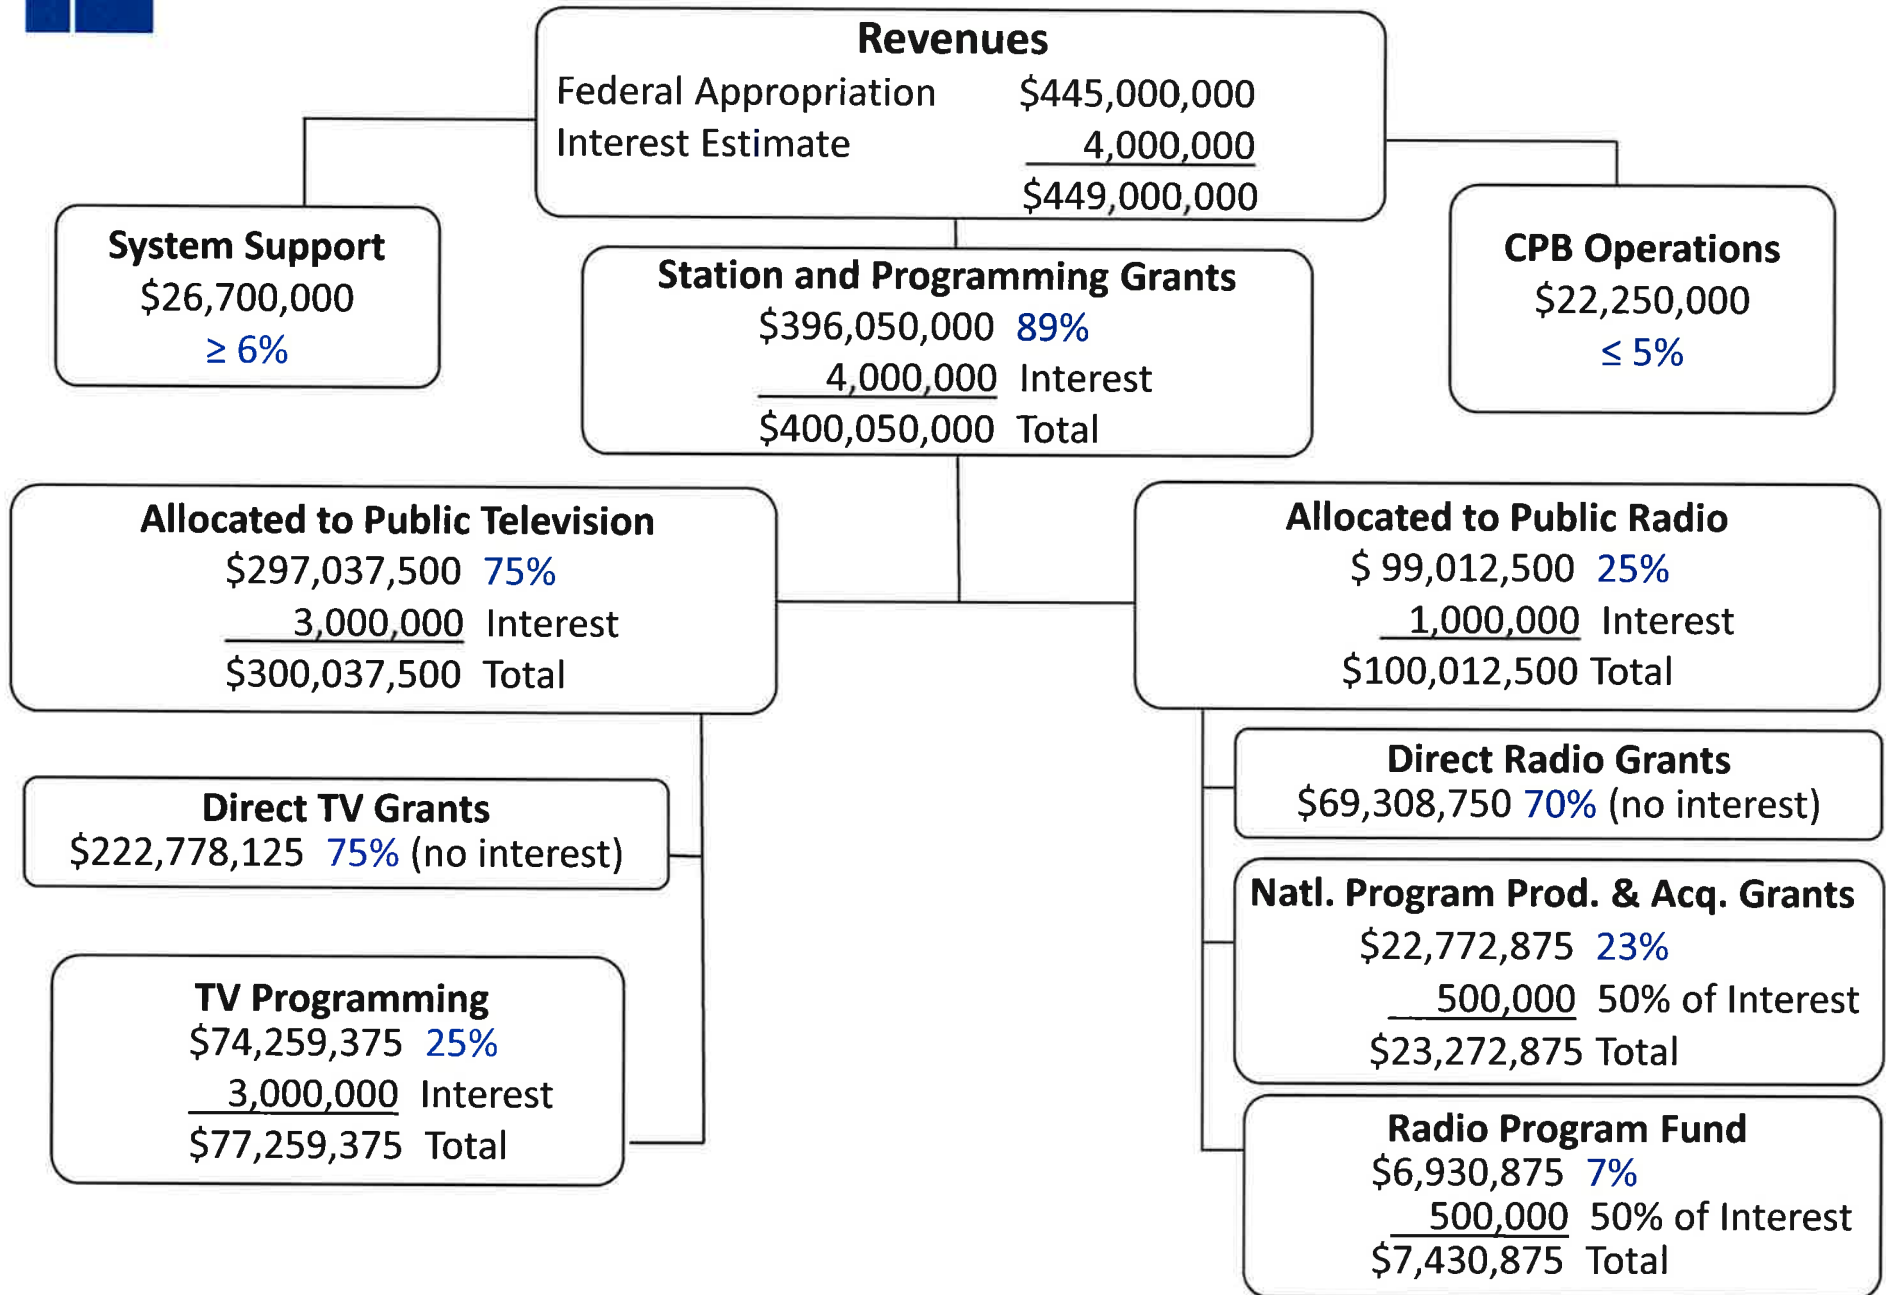 Revenues
Federal Appropriation $445,000,000
Interest Estimate 4,000,000
$449,000,000
System Support
$26,700,000
≥ 6%
Station and Programming Grants
$396,050,000 89%
4,000,000 Interest
$400,050,000 Total
CPB Operations
$22,250,000
≤ 5%
Allocated to Public Television
$297,037,500 75%
3,000,000 Interest
$300,037,500 Total
Allocated to Public Radio
$ 99,012,500 25%
1,000,000 Interest
$100,012,500 Total
Direct TV Grants
$222,778,125 75% (no interest)
TV Programming
$74,259,375 25%
3,000,000 Interest
$77,259,375 Total
Direct Radio Grants
$69,308,750 70% (no interest)
Natl. Program Prod. & Acq. Grants
$22,772,875 23%
500,000 50% of Interest
$23,272,875 Total
Radio Program Fund
$6,930,875 7%
500,000 50% of Interest
$7,430,875 Total